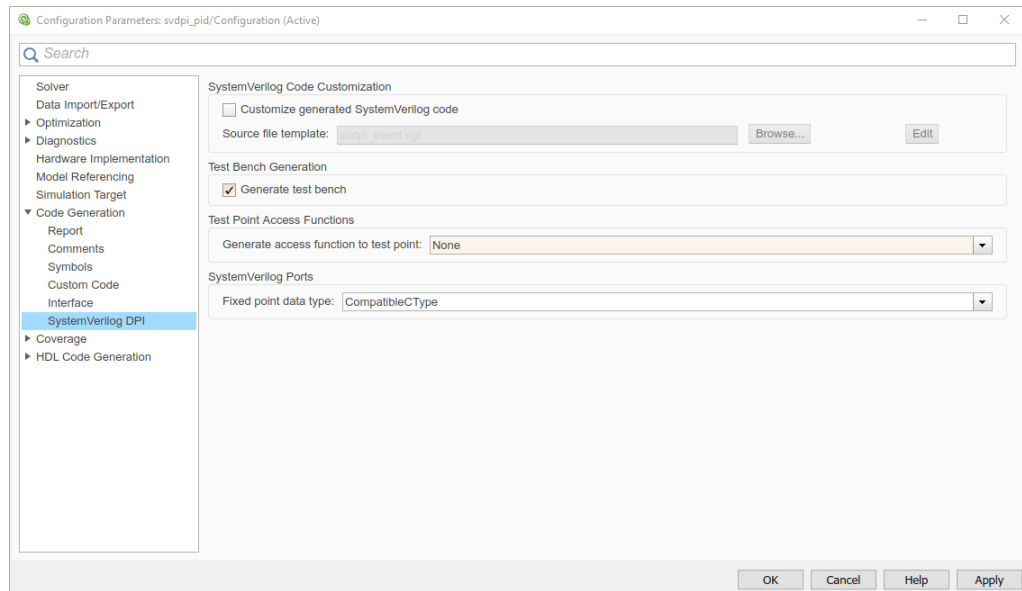 Configuration Parameters: svdpi_pid/Configuration (Active)
Search
Solver
Data Import/Export
Optimization
Diagnostics
Hardware Implementation
Model Referencing
Simulation Target
Code Generation
Report
Comments
Symbols
Custom Code
Interface
SystemVerilog DPI
Coverage
HDL Code Generation
SystemVerilog Code Customization
Customize generated SystemVerilog code
Source file template: svdpi_event.vgt Browse... Edit
Test Bench Generation
Generate test bench
Test Point Access Functions
Generate access function to test point: None
SystemVerilog Ports
Fixed point data type: CompatibleCType
OK Cancel Help Apply